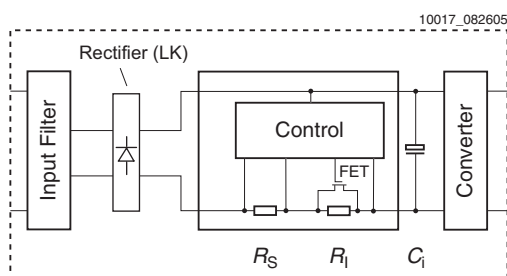 10017_082605
Rectifier (LK)
Input Filter
Control
FET
Converter
RS
RI
Ci